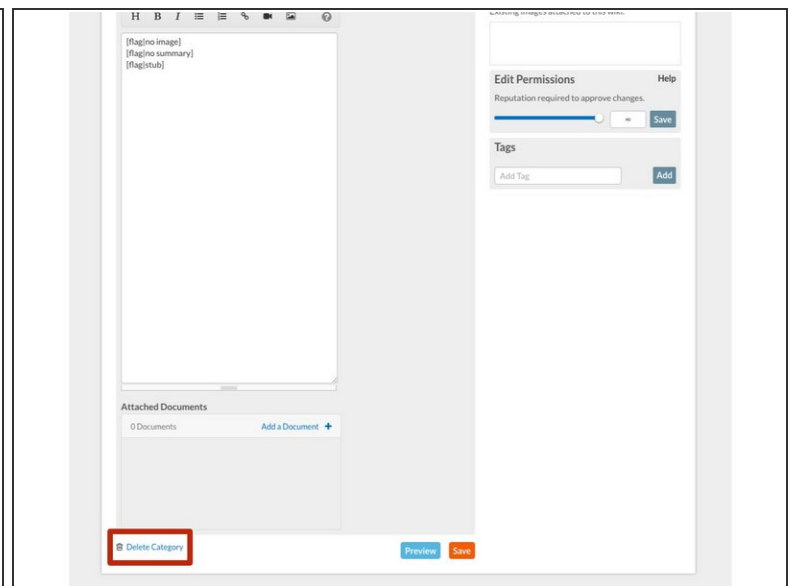 H B I
Existing images attached to this wiki.
[flag|no image]
[flag|no summary]
[flag|stub]
Edit Permissions Help
Reputation required to approve changes.
∞ Save
Tags
Add Tag Add
Attached Documents
0 Documents Add a Document +
Delete Category
Preview Save